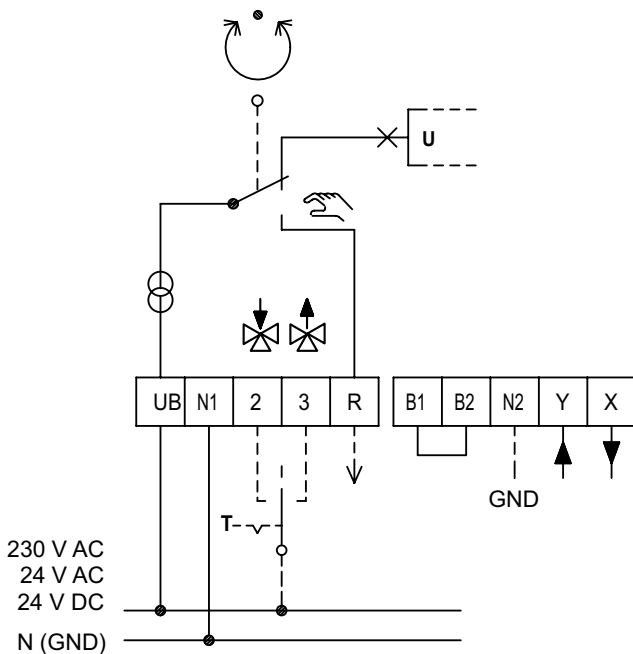 U
UB N1 2 3 R B1 B2 N2 Y X
GND
T
230 V AC
24 V AC
24 V DC
N (GND)